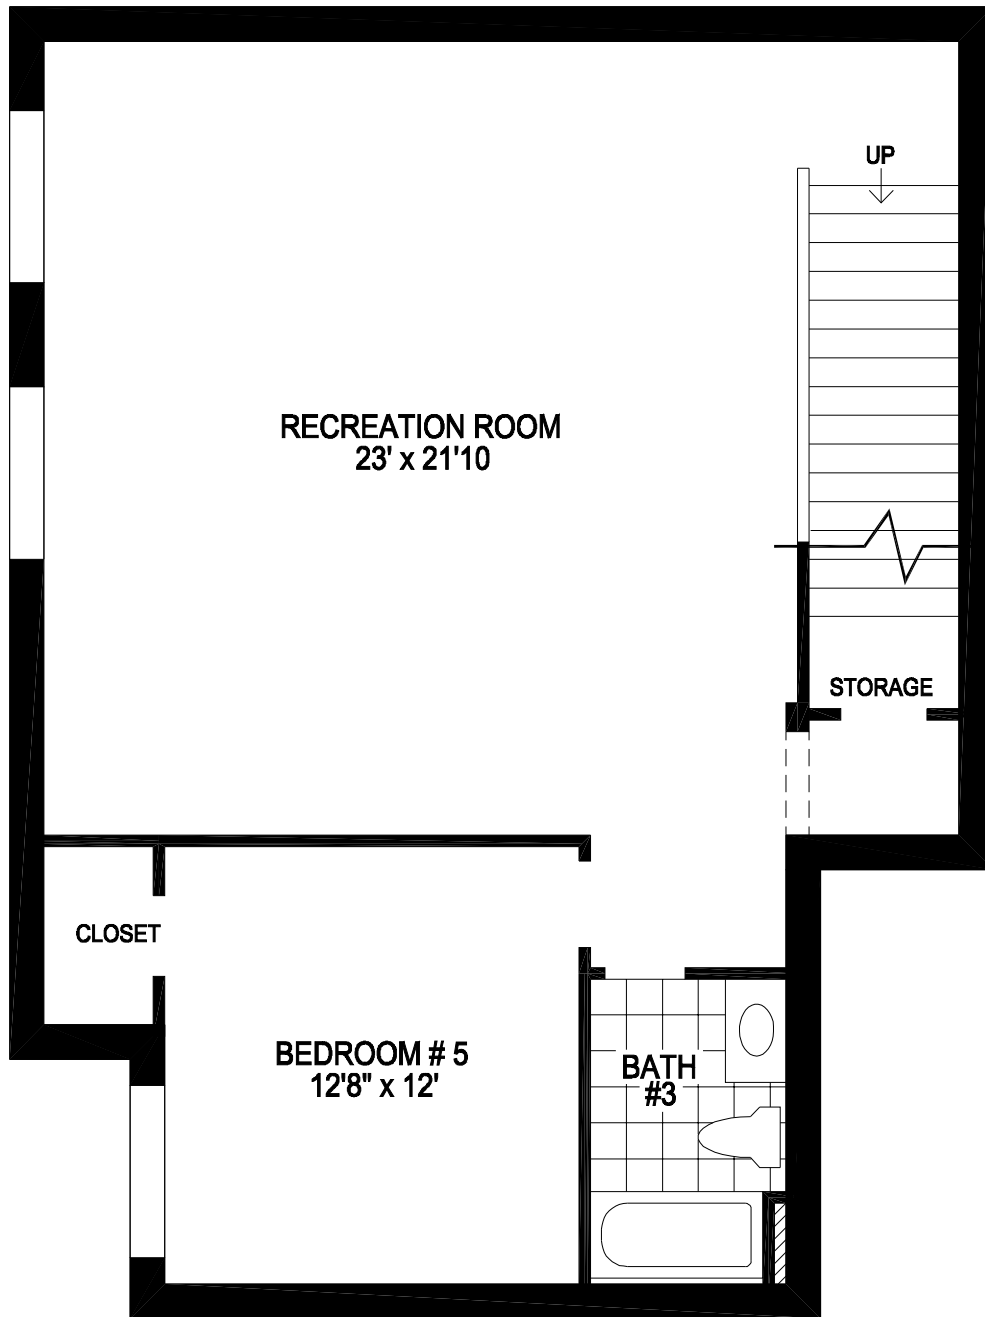 UP
RECREATION ROOM
23' x 21'10
STORAGE
CLOSET
BEDROOM # 5
12'8" x 12'
BATH
#3